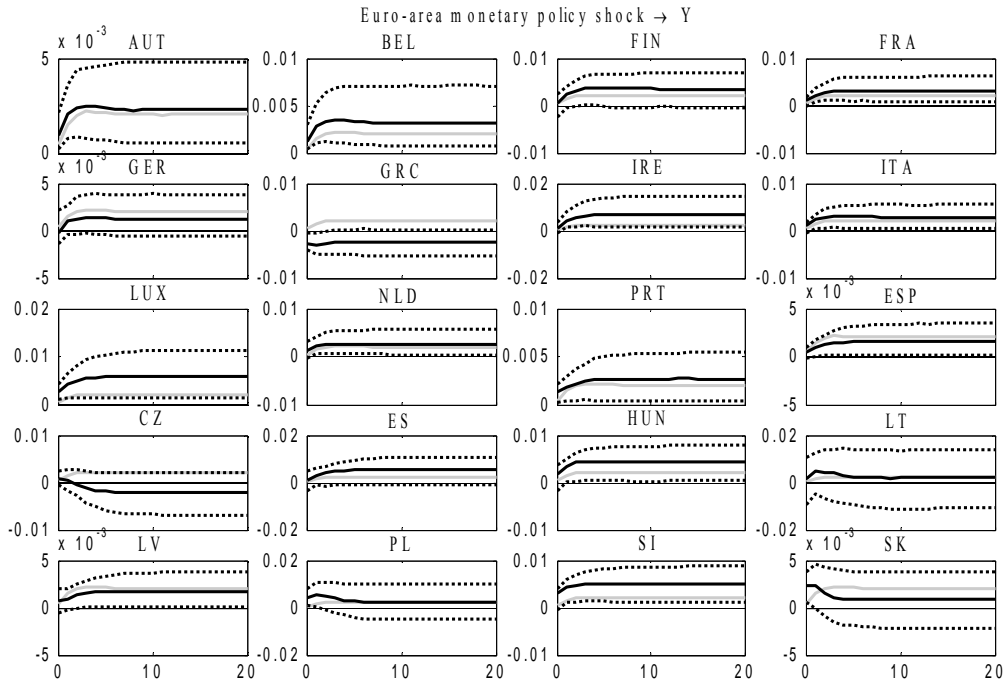 Euro-area monetary policy shock → Y
x 10⁻³ AUT BEL FIN FRA
5 0.01 0.01 0.01
0.005 0 0
0 0 -0.01 -0.01
x 10⁻³ GER GRC IRE ITA
5 0.01 0.02 0.01
0 0 0 0
-5 -0.01 -0.02 -0.01
LUX NLD PRT x 10⁻³ ESP
0.02 0.01 0.01 5
0.01 0 0.005 0
0 -0.01 0 -5
CZ ES HUN LT
0.01 0.02 0.01 0.02
0 0 0 0
-0.01 -0.02 -0.01 -0.02
x 10⁻³ LV PL SI x 10⁻³ SK
5 0.02 0.01 5
0 0 0 0
-5 -0.02 -0.01 -5
0 10 20 0 10 20 0 10 20 0 10 20